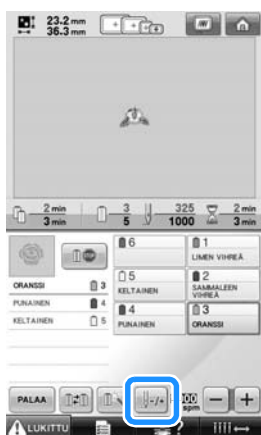 23.2 mm
36.3 mm
2 min
3 min
3
5
325
1000
2 min
3 min
6
1
LIMEN VIHREÄ
ORANSSI 3
5
KELTAINEN
2
SAMMALEEN
VIHREÄ
PUNAINEN 4
KELTAINEN 5
4
PUNAINEN
3
ORANSSI
PALAA
-/+
spm
- +
LUKITTU
?